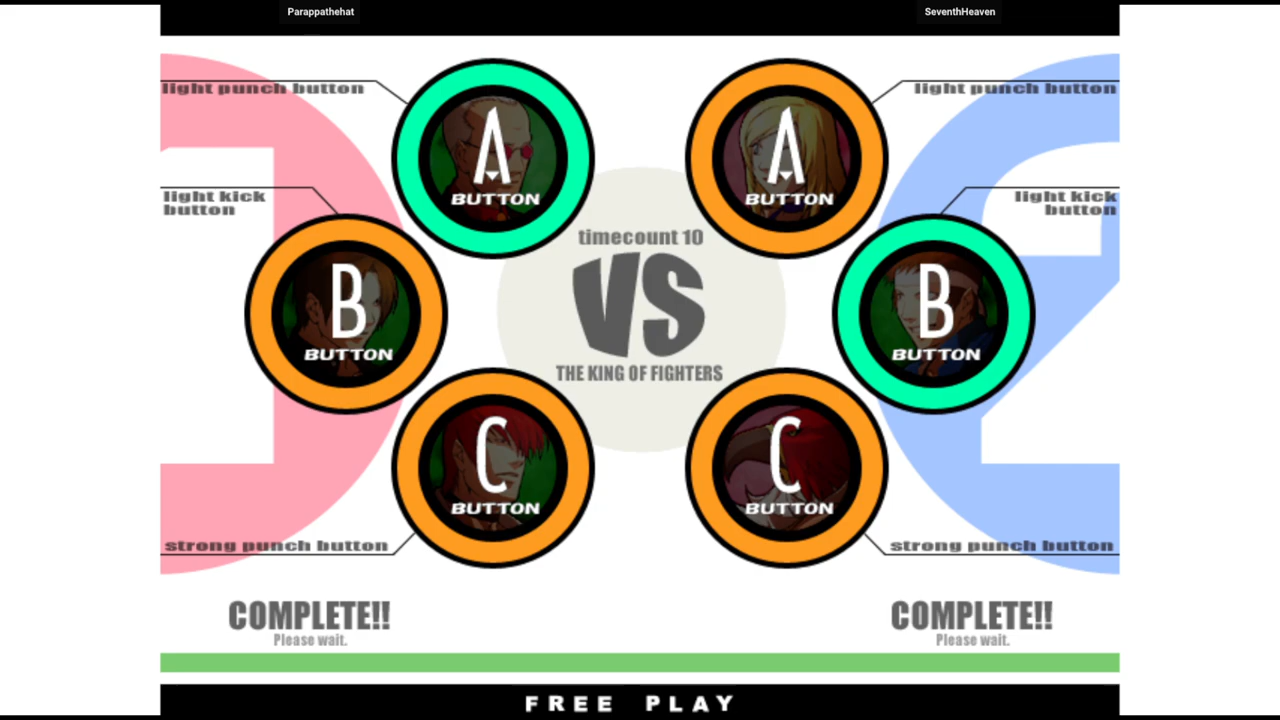 Parappathehat
SeventhHeaven
light punch button
light punch button
A
BUTTON
A
BUTTON
light kick
button
light kick
button
B
BUTTON
timecount 10
VS
THE KING OF FIGHTERS
B
BUTTON
C
BUTTON
C
BUTTON
strong punch button
strong punch button
COMPLETE!!
Please wait.
COMPLETE!!
Please wait.
FREE PLAY